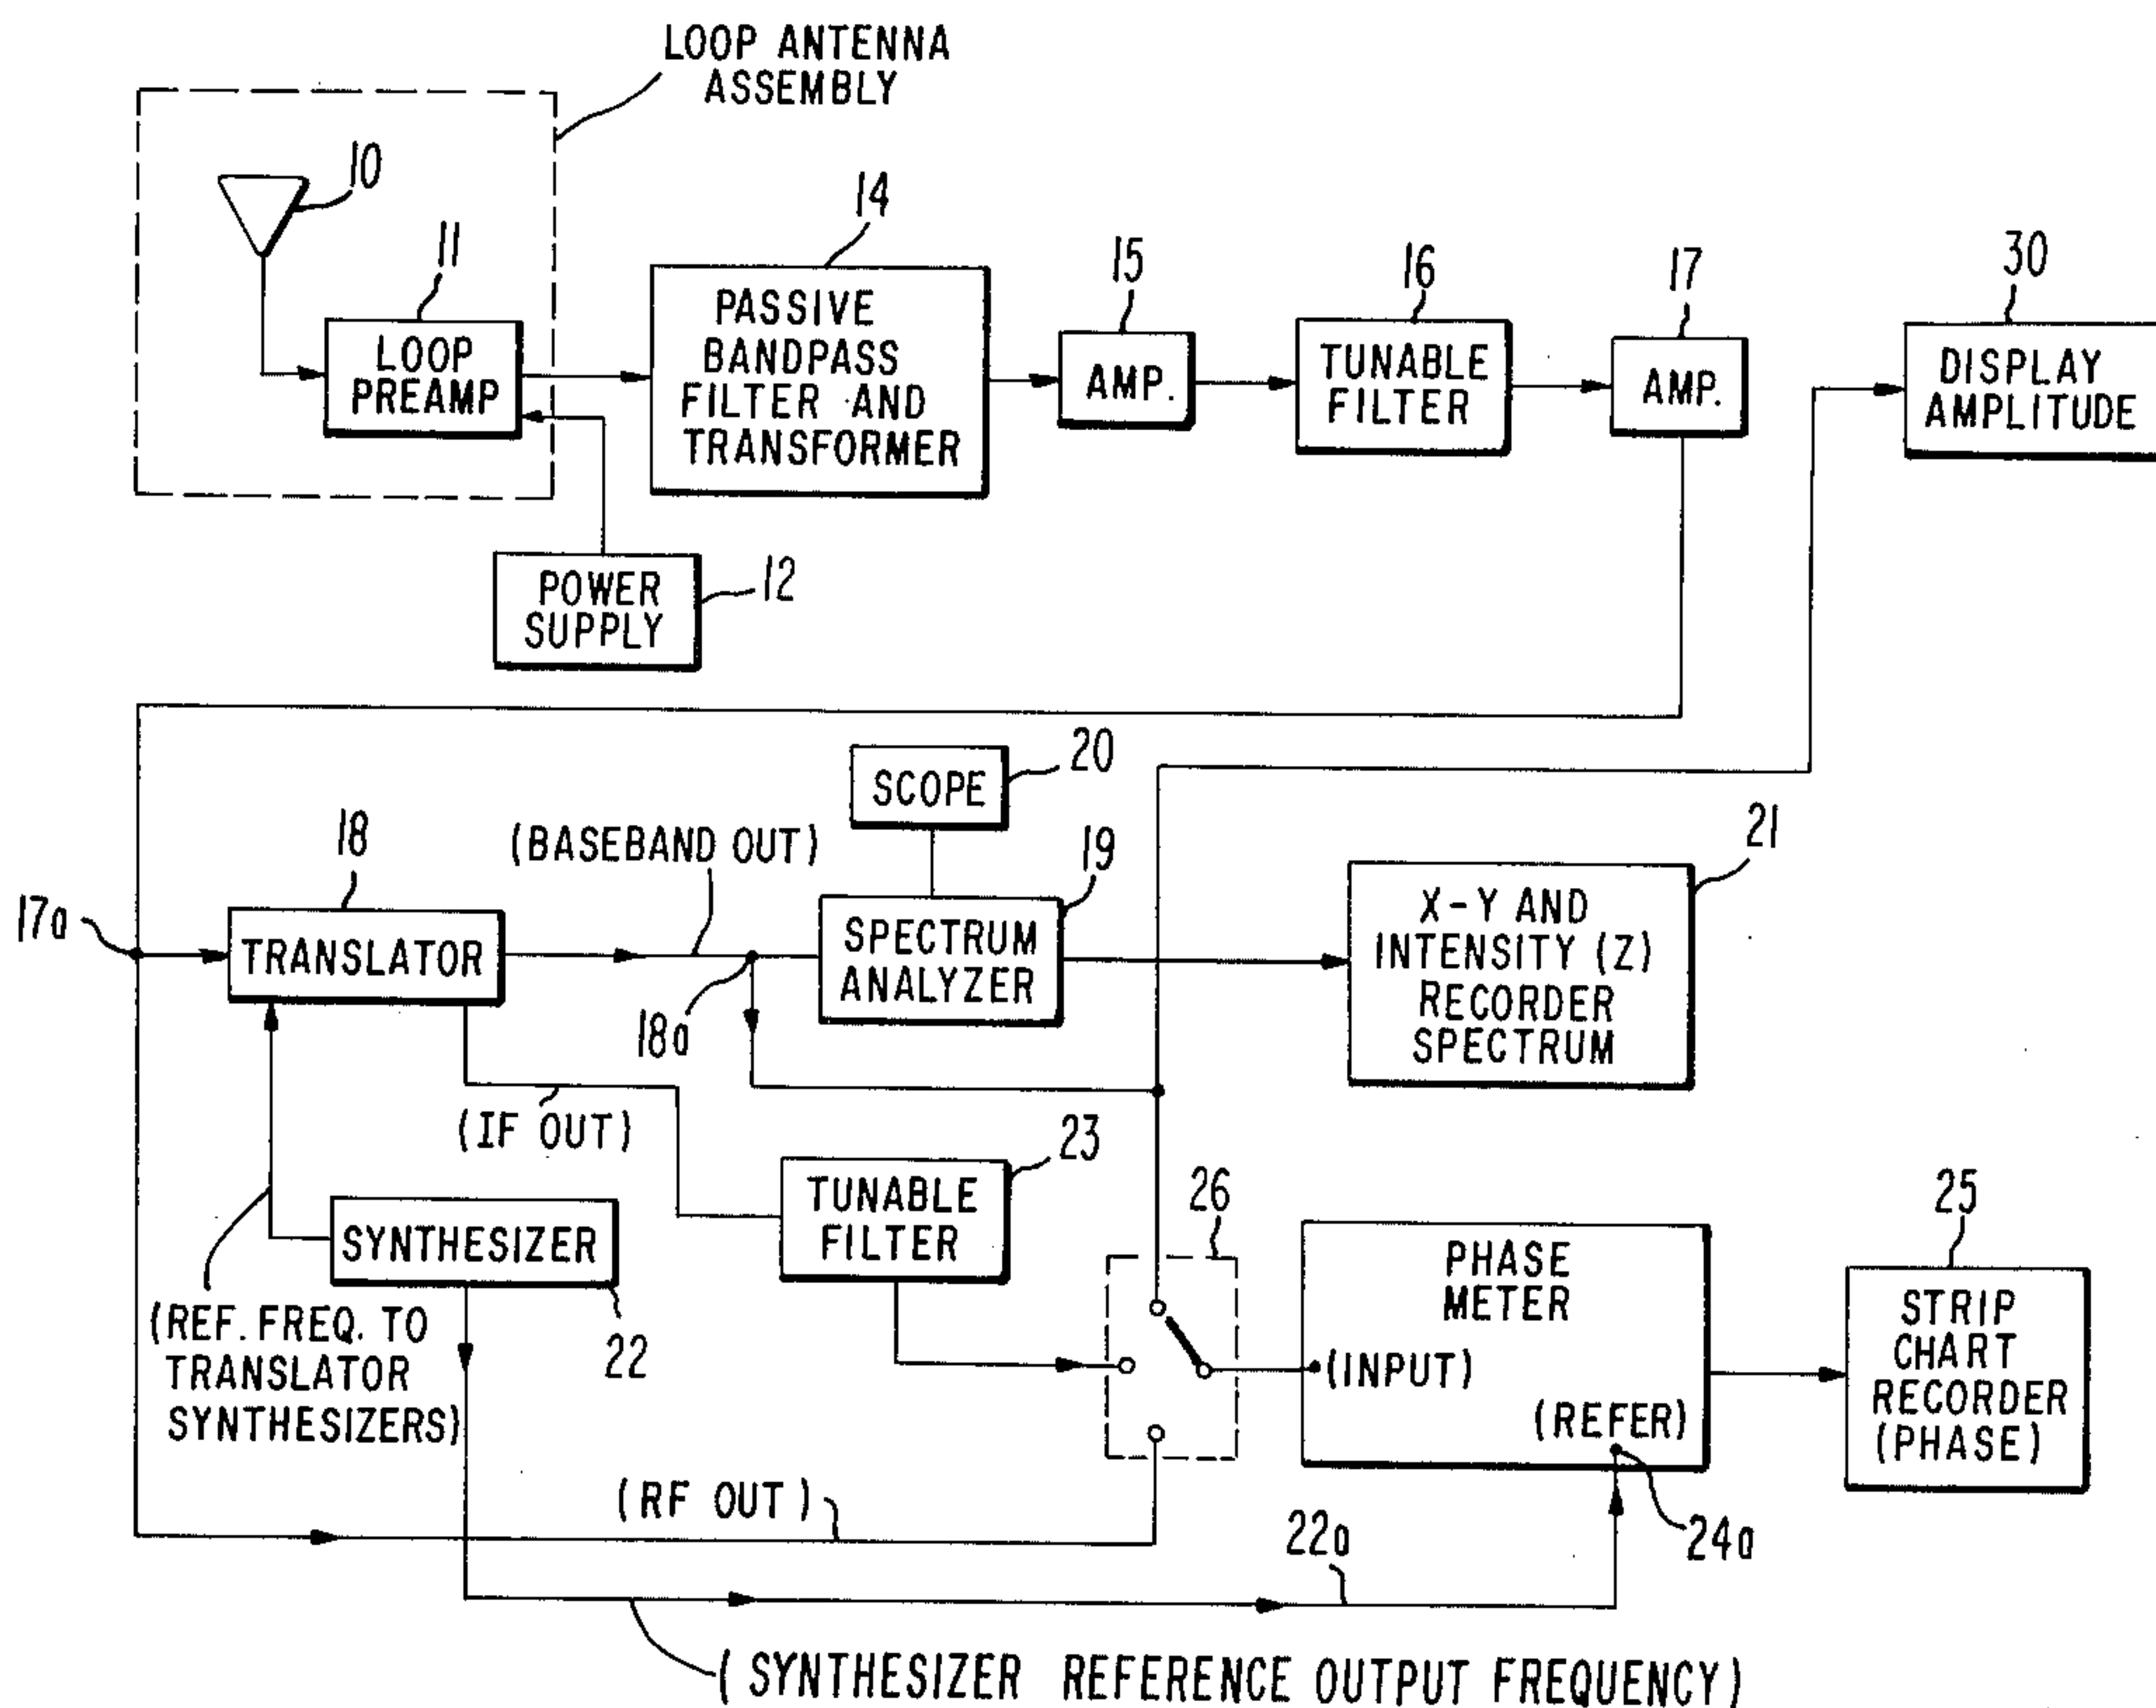 LOOP ANTENNA
ASSEMBLY
10
11
LOOP
PREAMP
14
PASSIVE
BANDPASS
FILTER AND
TRANSFORMER
15
AMP.
16
TUNABLE
FILTER
17
AMP.
30
DISPLAY
AMPLITUDE
POWER
SUPPLY
12
SCOPE
20
17a
18
TRANSLATOR
(BASEBAND OUT)
18a
19
SPECTRUM
ANALYZER
21
X-Y AND
INTENSITY (Z)
RECORDER
SPECTRUM
(IF OUT)
23
TUNABLE
FILTER
SYNTHESIZER
22
(REF. FREQ. TO
TRANSLATOR
SYNTHESIZERS)
26
PHASE
METER
(INPUT)
(REFER)
24a
25
STRIP
CHART
RECORDER
(PHASE)
(RF OUT)
22a
(SYNTHESIZER REFERENCE OUTPUT FREQUENCY)